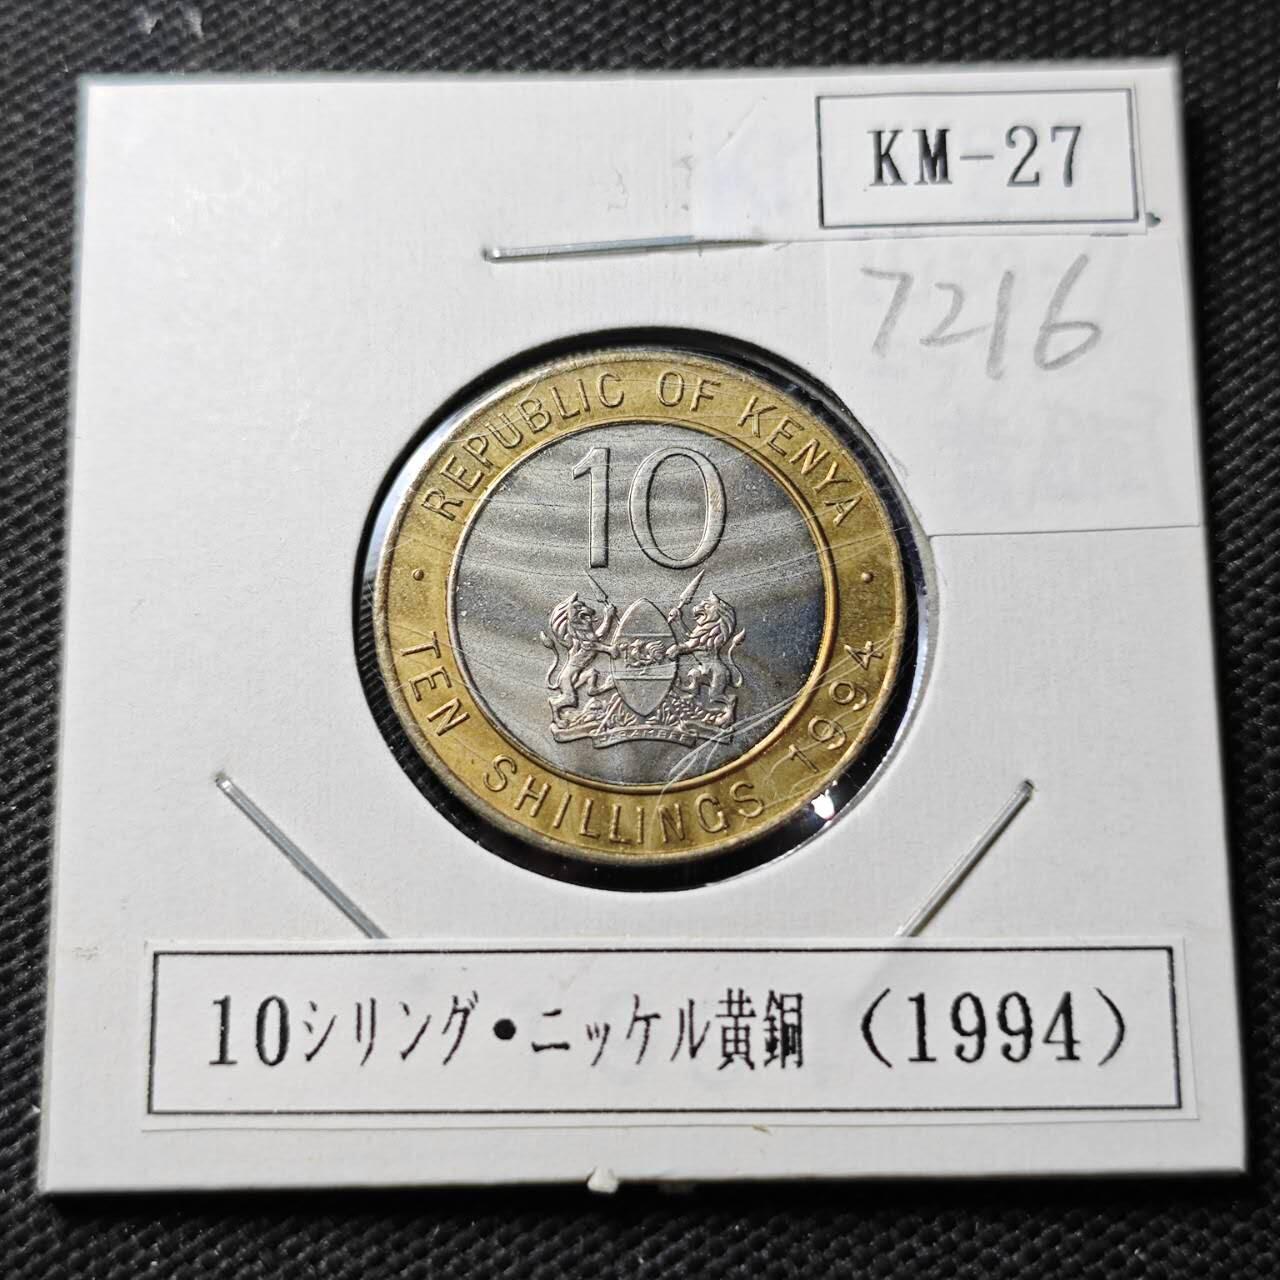 KM-27
7216
REPUBLIC OF KENYA
10
HARAMBEE
TEN SHILLINGS 1994
10シリング・ニッケル黄銅（1994）